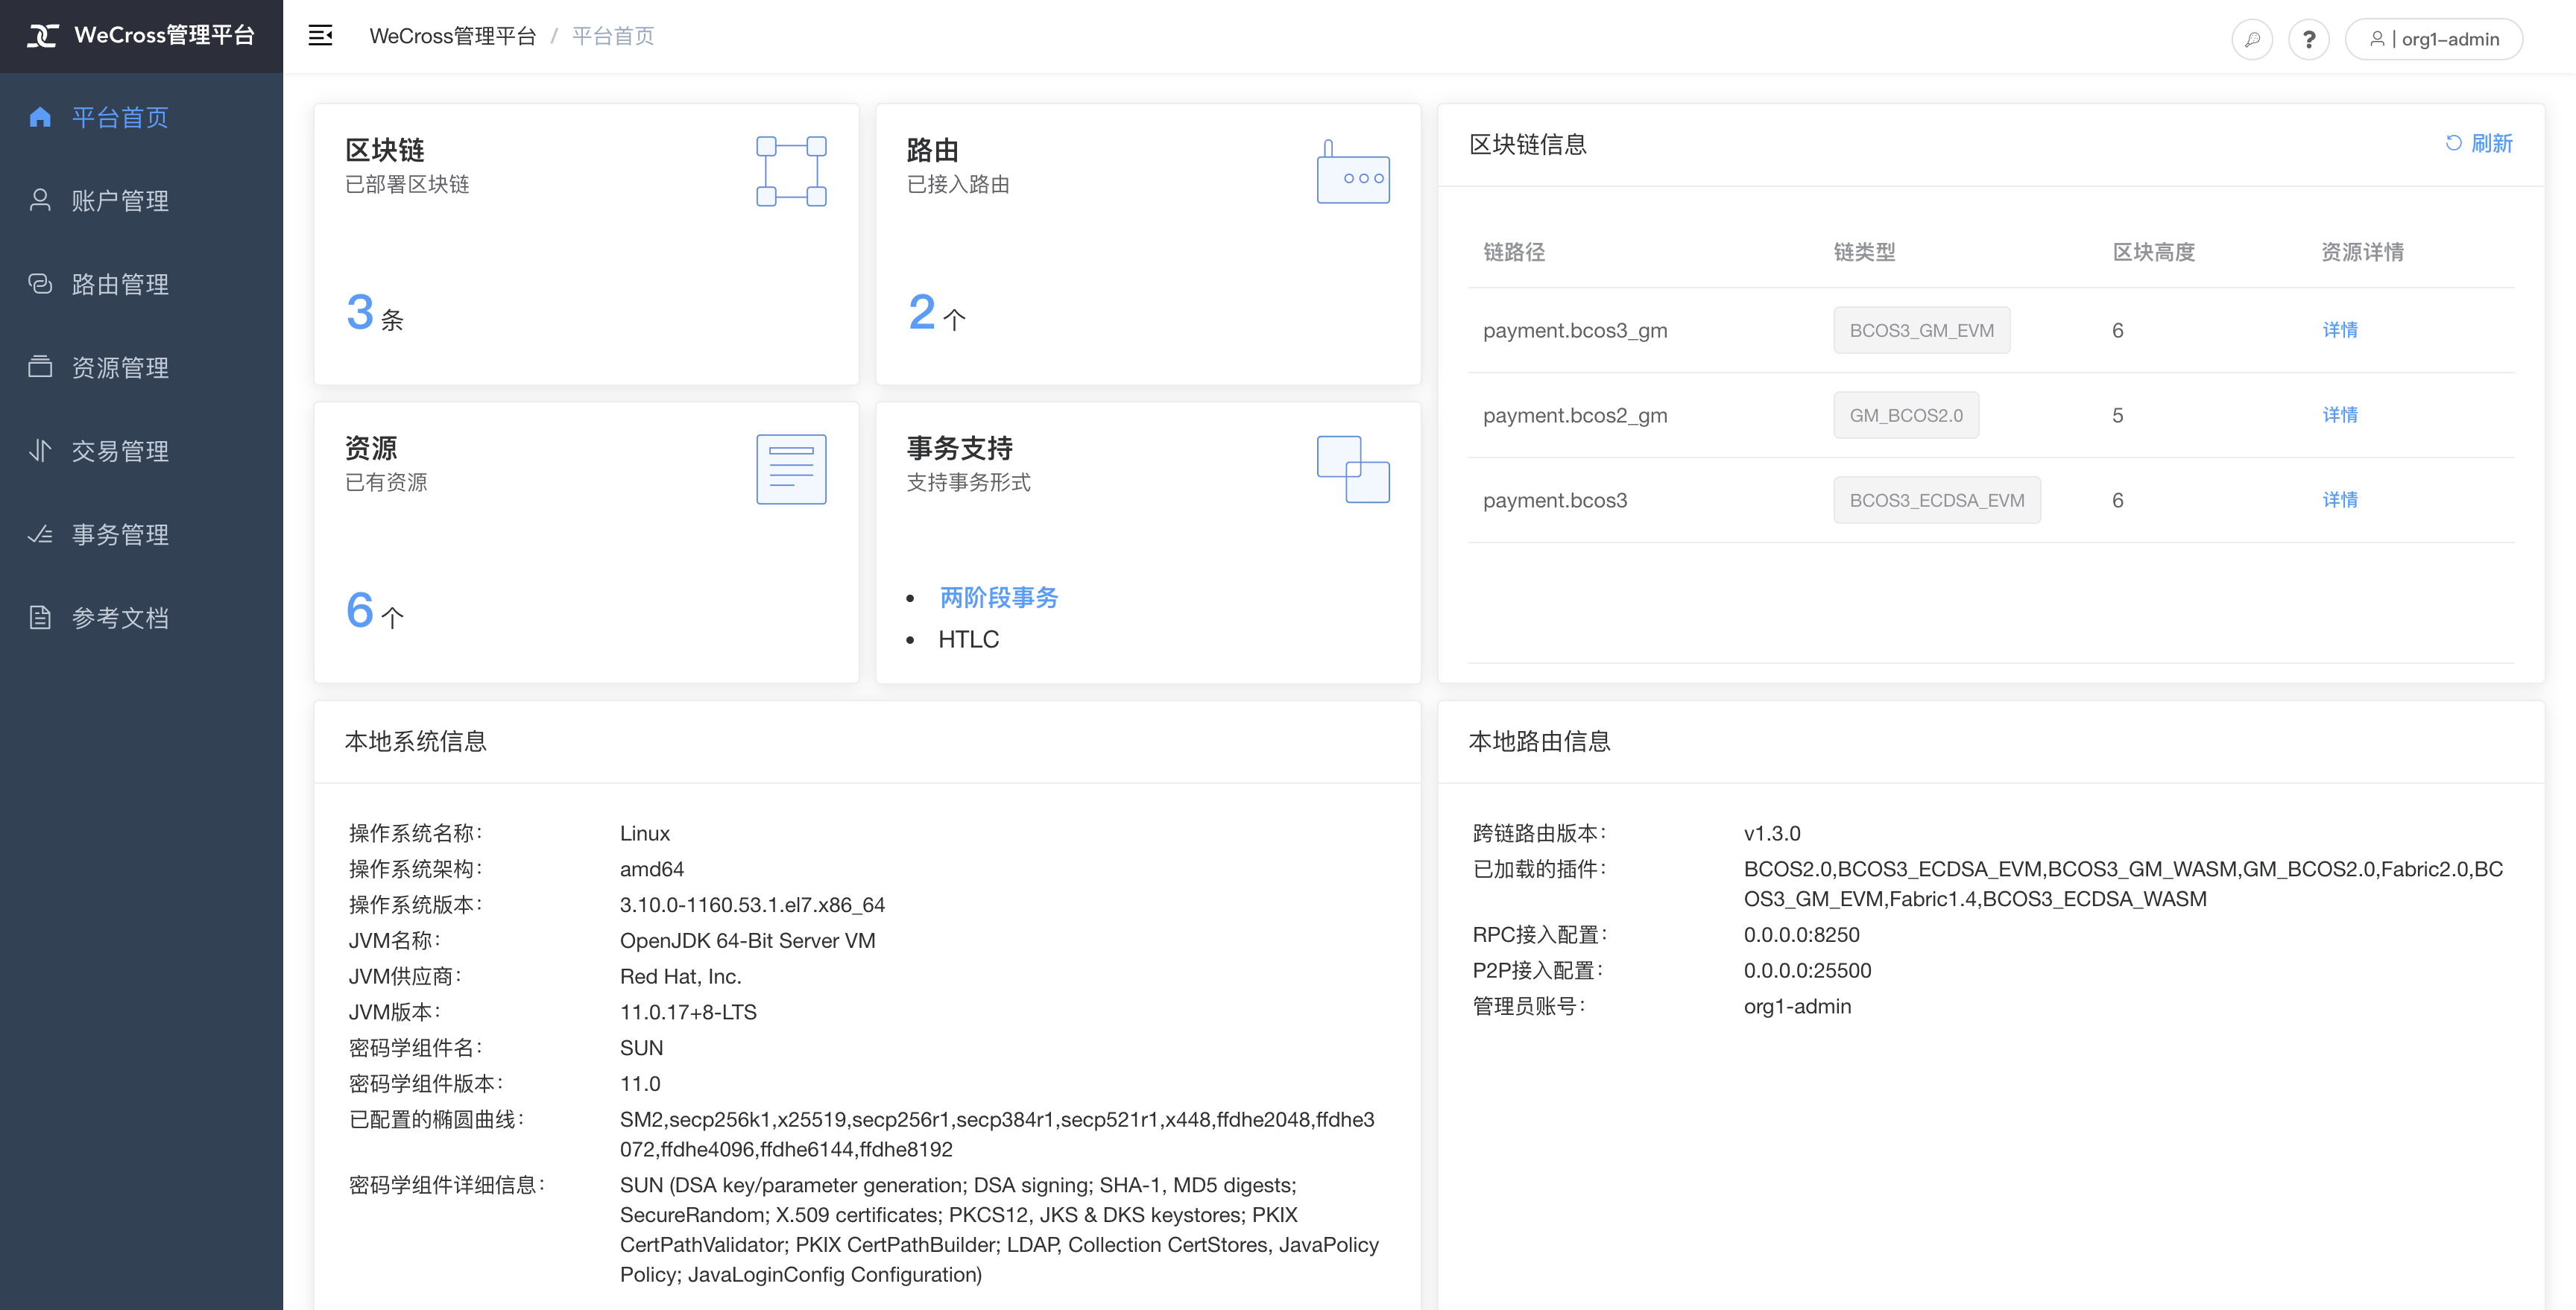 WeCross管理平台
WeCross管理平台 / 平台首页
? | org1-admin
平台首页
账户管理
路由管理
资源管理
交易管理
事务管理
参考文档
区块链
已部署区块链
3 条
路由
已接入路由
2 个
资源
已有资源
6 个
事务支持
支持事务形式
• 两阶段事务
• HTLC
区块链信息 刷新
链路径 链类型 区块高度 资源详情
payment.bcos3_gm BCOS3_GM_EVM 6 详情
payment.bcos2_gm GM_BCOS2.0 5 详情
payment.bcos3 BCOS3_ECDSA_EVM 6 详情
本地系统信息
操作系统名称: Linux
操作系统架构: amd64
操作系统版本: 3.10.0-1160.53.1.el7.x86_64
JVM名称: OpenJDK 64-Bit Server VM
JVM供应商: Red Hat, Inc.
JVM版本: 11.0.17+8-LTS
密码学组件名: SUN
密码学组件版本: 11.0
已配置的椭圆曲线: SM2,secp256k1,x25519,secp256r1,secp384r1,secp521r1,x448,ffdhe2048,ffdhe3
072,ffdhe4096,ffdhe6144,ffdhe8192
密码学组件详细信息: SUN (DSA key/parameter generation; DSA signing; SHA-1, MD5 digests;
SecureRandom; X.509 certificates; PKCS12, JKS & DKS keystores; PKIX
CertPathValidator; PKIX CertPathBuilder; LDAP, Collection CertStores, JavaPolicy
Policy; JavaLoginConfig Configuration)
本地路由信息
跨链路由版本: v1.3.0
已加载的插件: BCOS2.0,BCOS3_ECDSA_EVM,BCOS3_GM_WASM,GM_BCOS2.0,Fabric2.0,BC
OS3_GM_EVM,Fabric1.4,BCOS3_ECDSA_WASM
RPC接入配置: 0.0.0.0:8250
P2P接入配置: 0.0.0.0:25500
管理员账号: org1-admin